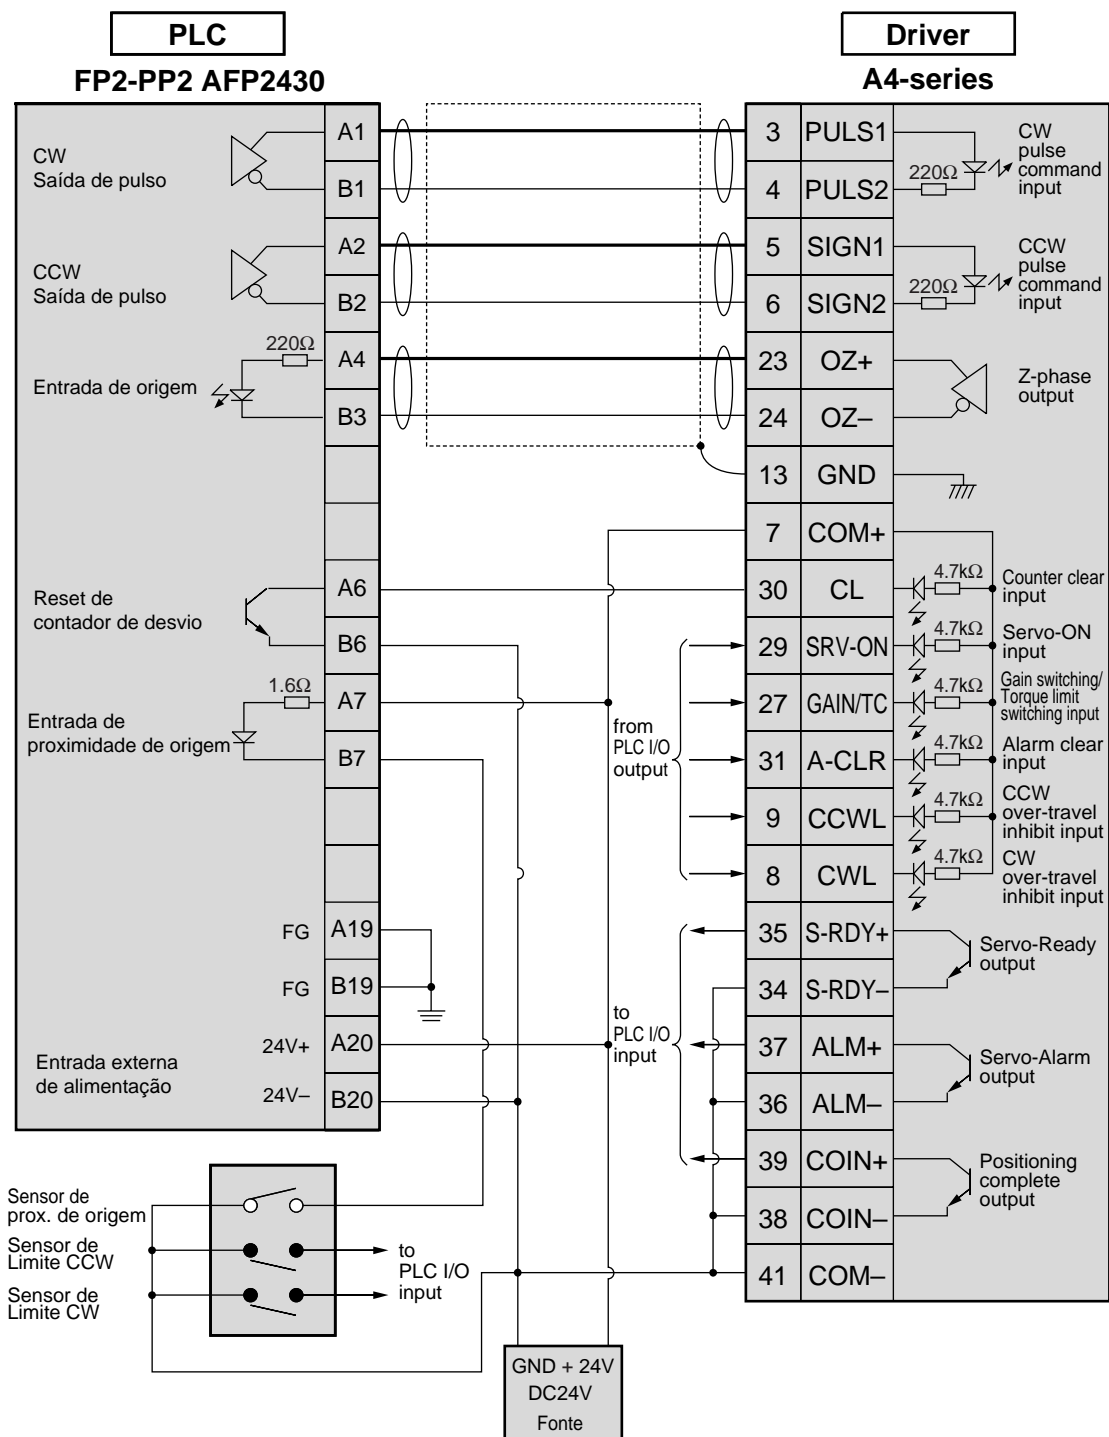 PLC
FP2-PP2 AFP2430
Driver
A4-series
CW
Saída de pulso
A1
B1
CCW
Saída de pulso
A2
B2
Entrada de origem
220Ω
A4
B3
Reset de
contador de desvio
A6
B6
Entrada de
proximidade de origem
1.6Ω
A7
B7
FG
A19
FG
B19
Entrada externa
de alimentação
24V+
A20
24V–
B20
3 PULS1
4 PULS2
220Ω
CW
pulse
command
input
5 SIGN1
6 SIGN2
220Ω
CCW
pulse
command
input
23 OZ+
24 OZ–
Z-phase
output
13 GND
7 COM+
30 CL
4.7kΩ
Counter clear
input
29 SRV-ON
4.7kΩ
Servo-ON
input
27 GAIN/TC
4.7kΩ
Gain switching/
Torque limit
switching input
31 A-CLR
4.7kΩ
Alarm clear
input
9 CCWL
4.7kΩ
CCW
over-travel
inhibit input
8 CWL
4.7kΩ
CW
over-travel
inhibit input
from
PLC I/O
output
35 S-RDY+
34 S-RDY–
Servo-Ready
output
37 ALM+
36 ALM–
Servo-Alarm
output
39 COIN+
38 COIN–
Positioning
complete
output
41 COM–
to
PLC I/O
input
Sensor de
prox. de origem
Sensor de
Limite CCW
Sensor de
Limite CW
to
PLC I/O
input
GND + 24V
DC24V
Fonte